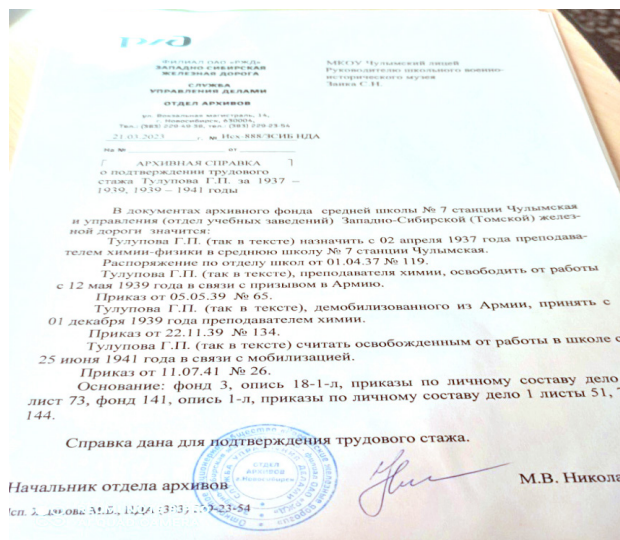 ржд
ФИЛИАЛ ОАО «РЖД»
ЗАПАДНО-СИБИРСКАЯ
ЖЕЛЕЗНАЯ ДОРОГА
СЛУЖБА
УПРАВЛЕНИЯ ДЕЛАМИ
ОТДЕЛ АРХИВОВ
ул. Вокзальная магистраль, 14,
г. Новосибирск, 630004,
21.03.2023 г. № Исх-888/ЗСИБ НДА
На № от
АРХИВНАЯ СПРАВКА
о подтверждении трудового
стажа Тулупова Г.П. за 1937 –
1939, 1939 – 1941 годы
МКОУ Чулымский лицей
Руководителю школьного военно-
исторического музея
Заика С.Н.
В документах архивного фонда средней школы № 7 станции Чулымская
и управления (отдел учебных заведений) Западно-Сибирской (Томской) желез-
ной дороги значится:
Тулупова Г.П. (так в тексте) назначить с 02 апреля 1937 года преподава-
телем химии-физики в среднюю школу № 7 станции Чулымская.
Распоряжение по отделу школ от 01.04.37 № 119.
Тулупова Г.П. (так в тексте), преподавателя химии, освободить от работы
с 12 мая 1939 года в связи с призывом в Армию.
Приказ от 05.05.39 № 65.
Тулупова Г.П. (так в тексте), демобилизованного из Армии, принять с
01 декабря 1939 года преподавателем химии.
Приказ от 22.11.39 № 134.
Тулупова Г.П. (так в тексте) считать освобожденным от работы в школе с
25 июня 1941 года в связи с мобилизацией.
Приказ от 11.07.41 № 26.
Основание: фонд 3, опись 18-1-л, приказы по личному составу дело
лист 73, фонд 141, опись 1-л, приказы по личному составу дело 1 листы 51,
144.
Справка дана для подтверждения трудового стажа.
ОТДЕЛ
АРХИВОВ
г.Новосибирск
Начальник отдела архивов
М.В. Никола